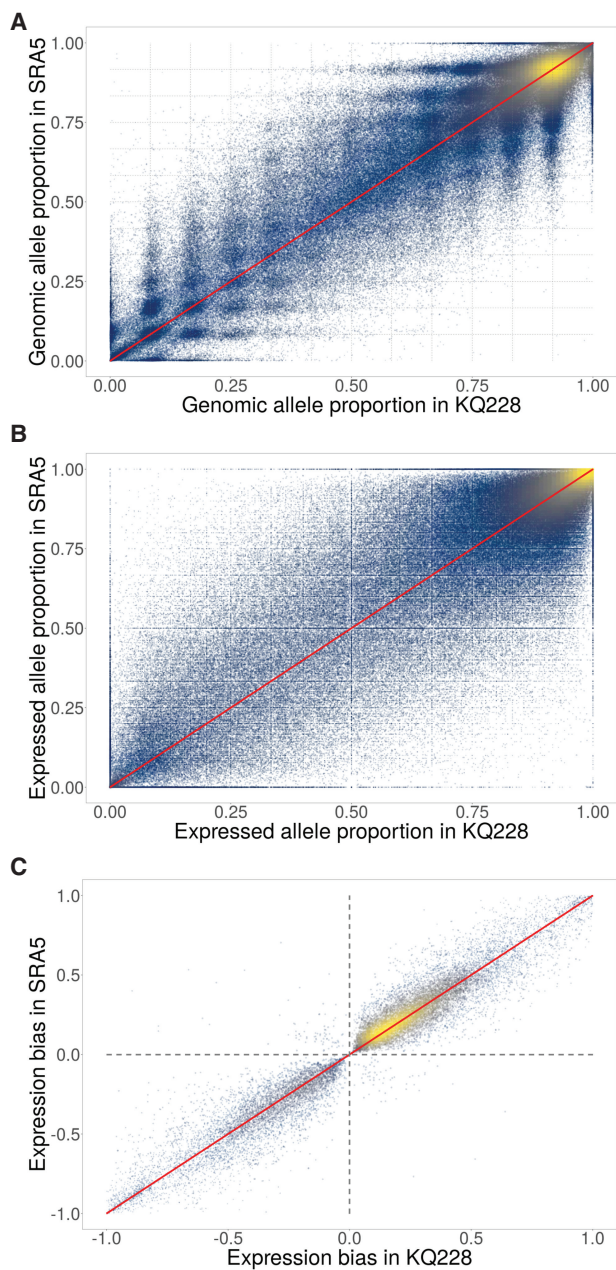 A
Genomic allele proportion in SRA5
1.00
0.75
0.50
0.25
0.00
0.00 0.25 0.50 0.75 1.00
Genomic allele proportion in KQ228
B
Expressed allele proportion in SRA5
1.00
0.75
0.50
0.25
0.00
0.00 0.25 0.50 0.75 1.00
Expressed allele proportion in KQ228
C
Expression bias in SRA5
1.0
0.5
0.0
-0.5
-1.0
-1.0 -0.5 0.0 0.5 1.0
Expression bias in KQ228